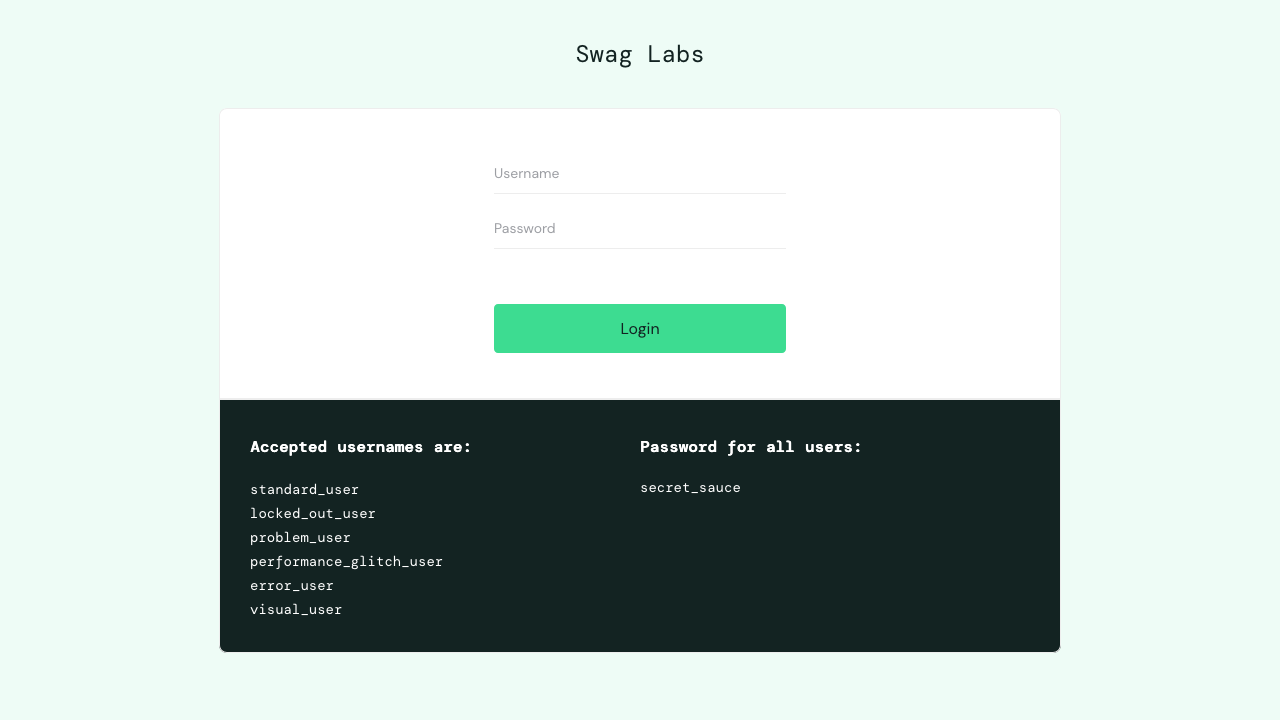 Swag Labs
Username
Password
Login
Accepted usernames are:
standard_user
locked_out_user
problem_user
performance_glitch_user
error_user
visual_user
Password for all users:
secret_sauce